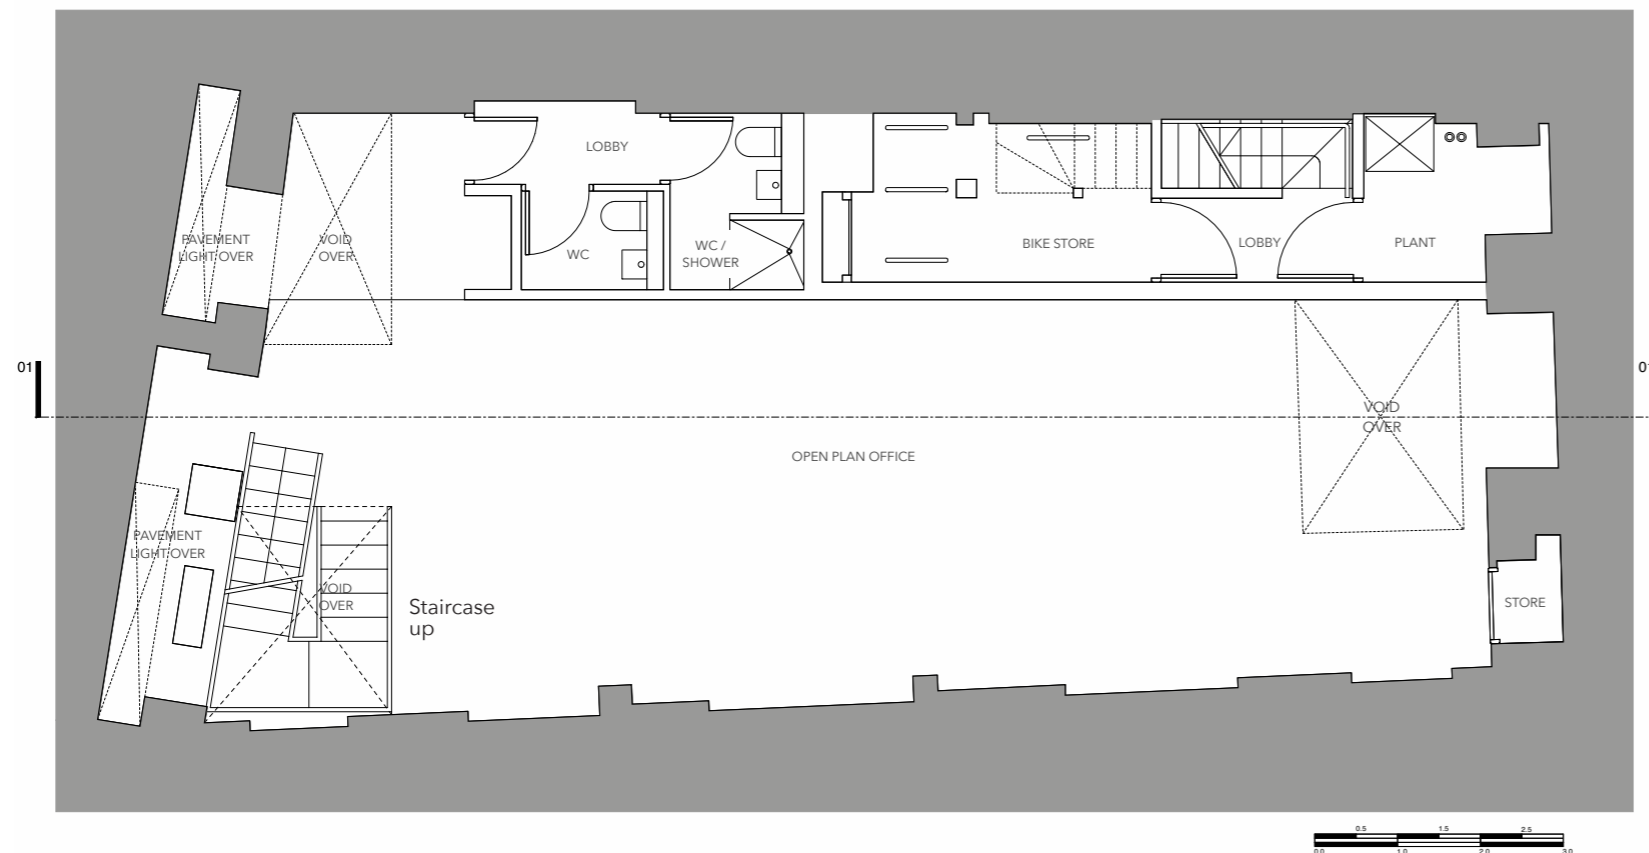 LOBBY
PAVEMENT
LIGHT OVER
VOID
OVER
WC
WC /
SHOWER
BIKE STORE
LOBBY
PLANT
01
01
VOID
OVER
OPEN PLAN OFFICE
PAVEMENT
LIGHT OVER
VOID
OVER
Staircase
up
STORE
0.5 1.5 2.5
0.0 1.0 2.0 3.0